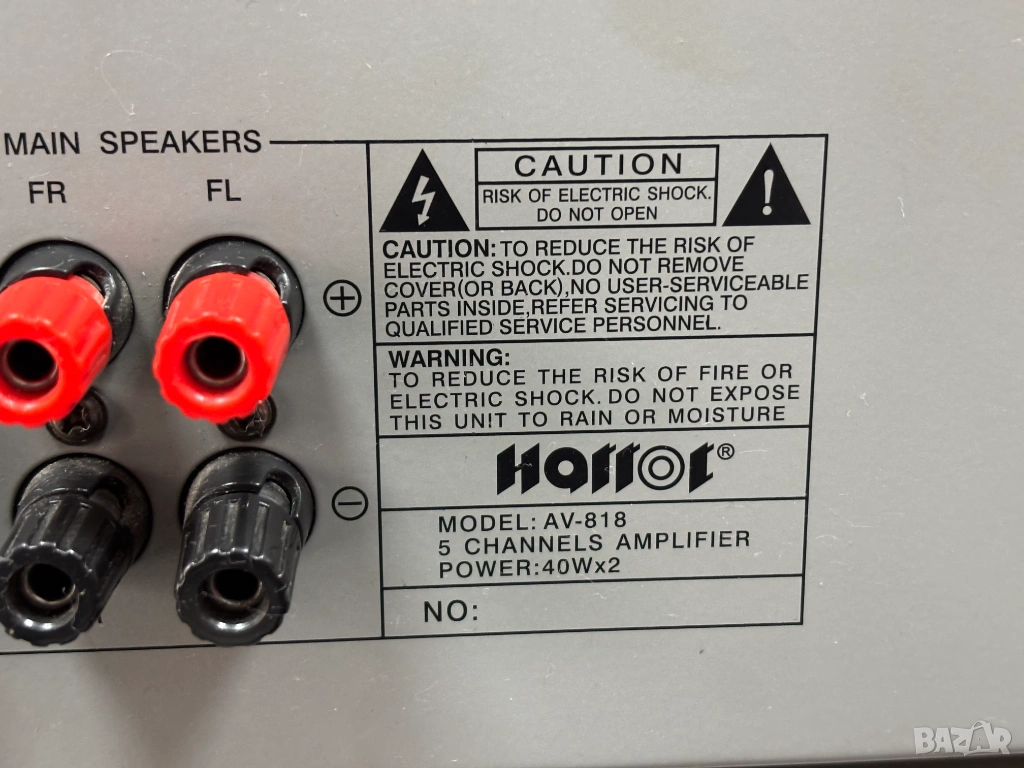 MAIN SPEAKERS
FR FL
CAUTION
RISK OF ELECTRIC SHOCK.
DO NOT OPEN
CAUTION: TO REDUCE THE RISK OF
ELECTRIC SHOCK.DO NOT REMOVE
COVER(OR BACK),NO USER-SERVICEABLE
PARTS INSIDE,REFER SERVICING TO
QUALIFIED SERVICE PERSONNEL.
WARNING:
TO REDUCE THE RISK OF FIRE OR
ELECTRIC SHOCK. DO NOT EXPOSE
THIS UNIT TO RAIN OR MOISTURE
Harrot®
MODEL: AV-818
5 CHANNELS AMPLIFIER
POWER:40Wx2
NO:
BAZAR